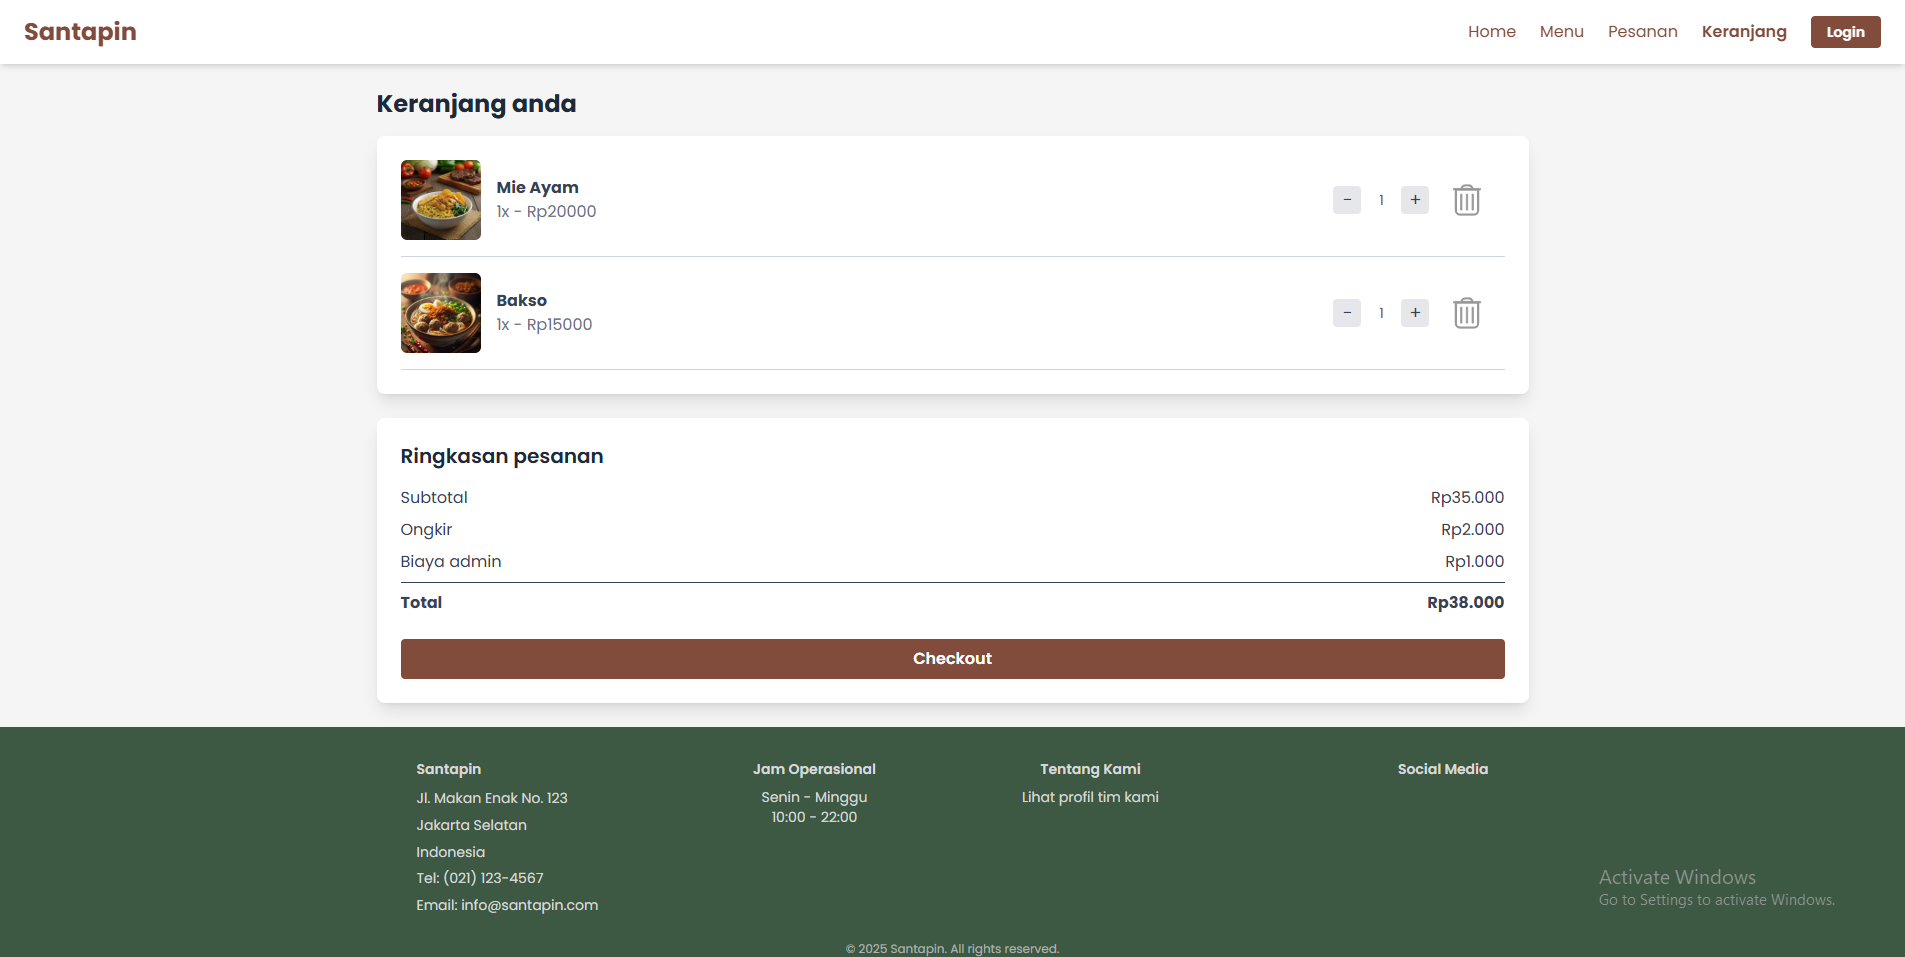 Santapin
Home Menu Pesanan Keranjang Login
Keranjang anda
Mie Ayam
1x - Rp20000
- 1 +
Bakso
1x - Rp15000
- 1 +
Ringkasan pesanan
Subtotal Rp35.000
Ongkir Rp2.000
Biaya admin Rp1.000
Total Rp38.000
Checkout
Santapin
Jl. Makan Enak No. 123
Jakarta Selatan
Indonesia
Tel: (021) 123-4567
Email: info@santapin.com
Jam Operasional
Senin - Minggu
10:00 - 22:00
Tentang Kami
Lihat profil tim kami
Social Media
Activate Windows
Go to Settings to activate Windows.
© 2025 Santapin. All rights reserved.